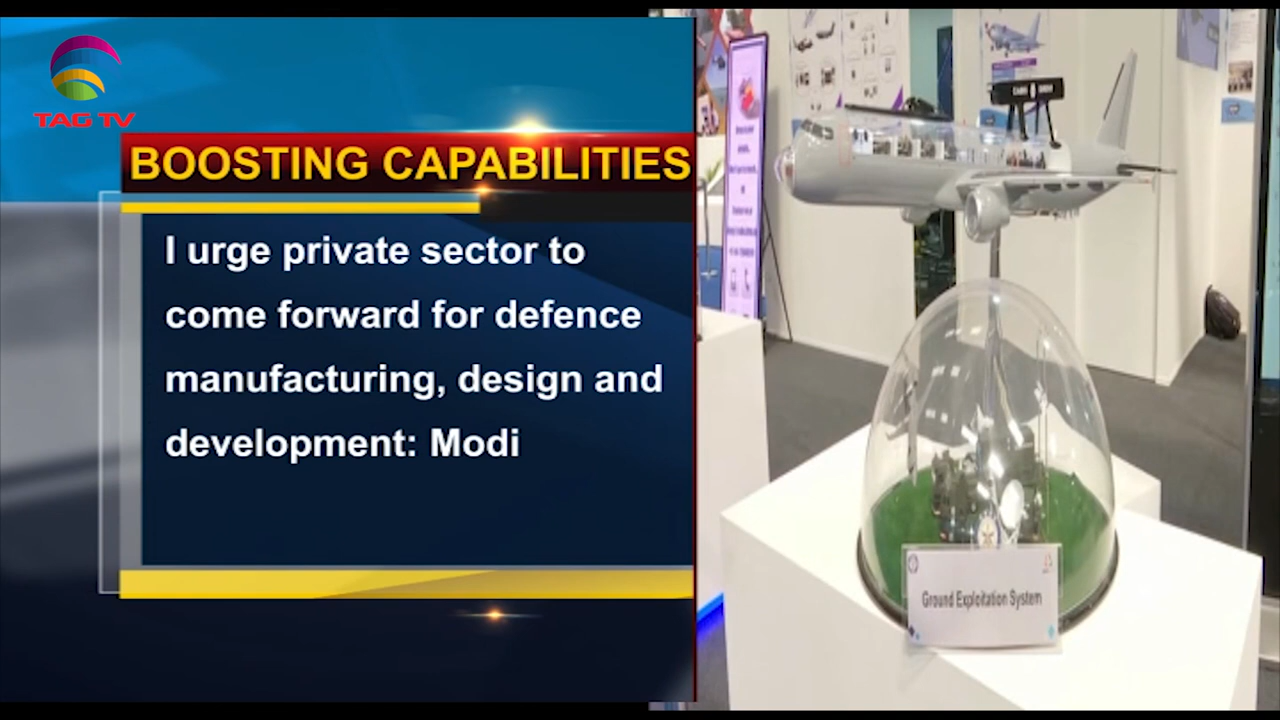 TAG TV
BOOSTING CAPABILITIES
I urge private sector to
come forward for defence
manufacturing, design and
development: Modi
Ground Exploitation System